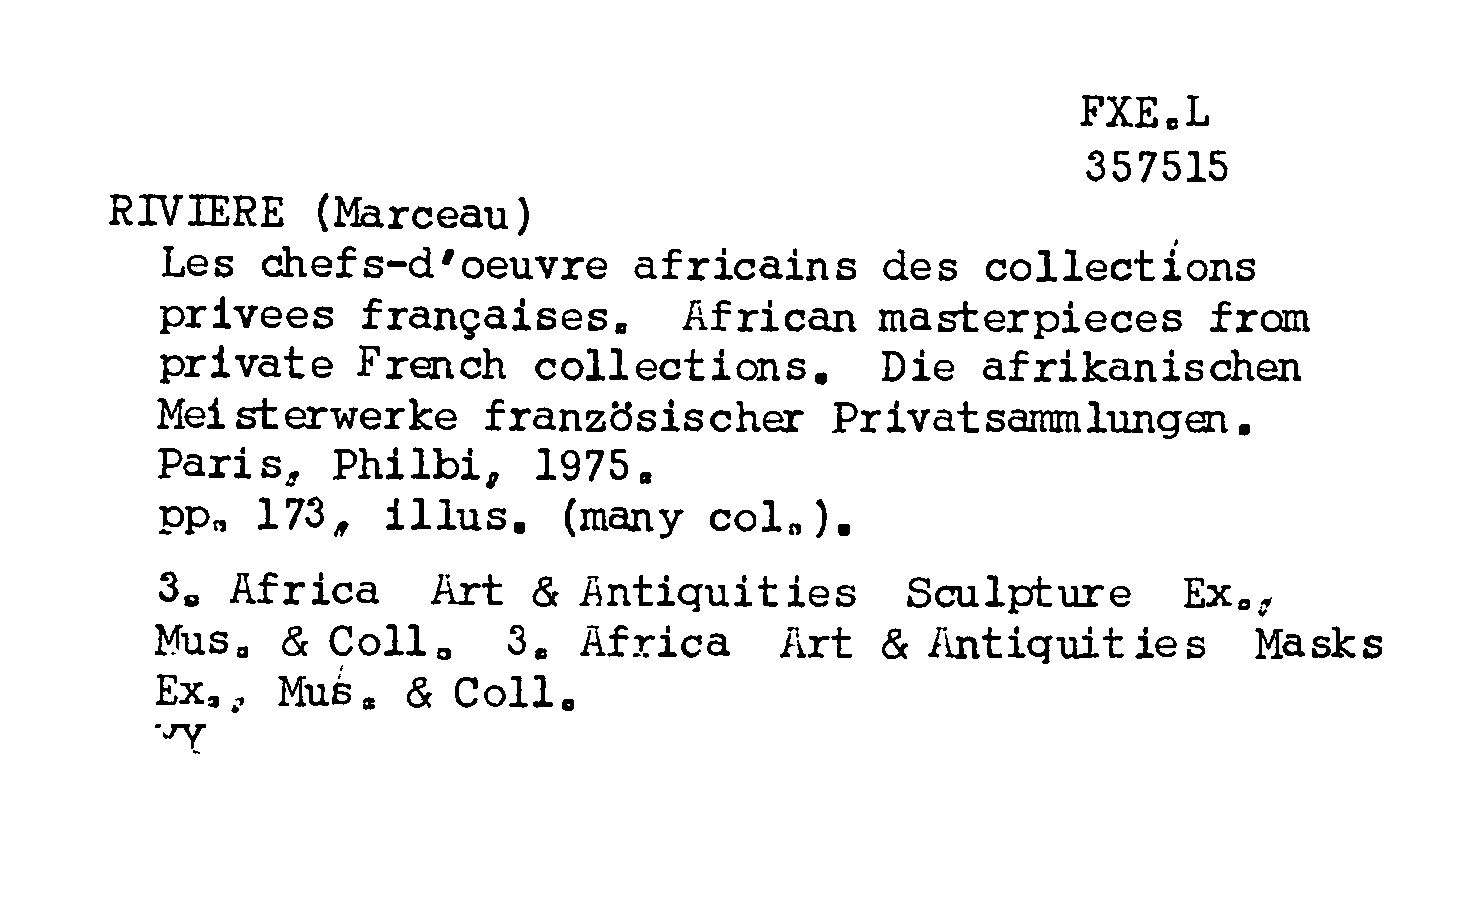 FXE.L
357515
RIVIERE (Marceau)
Les chefs-d'oeuvre africains des collections
privees françaises. African masterpieces from
private French collections. Die afrikanischen
Meisterwerke französischer Privatsammlungen.
Paris, Philbi, 1975.
pp. 173, illus. (many col.).
3. Africa Art & Antiquities Sculpture Ex.,
Mus. & Coll. 3. Africa Art & Antiquities Masks
Ex., Mus. & Coll.